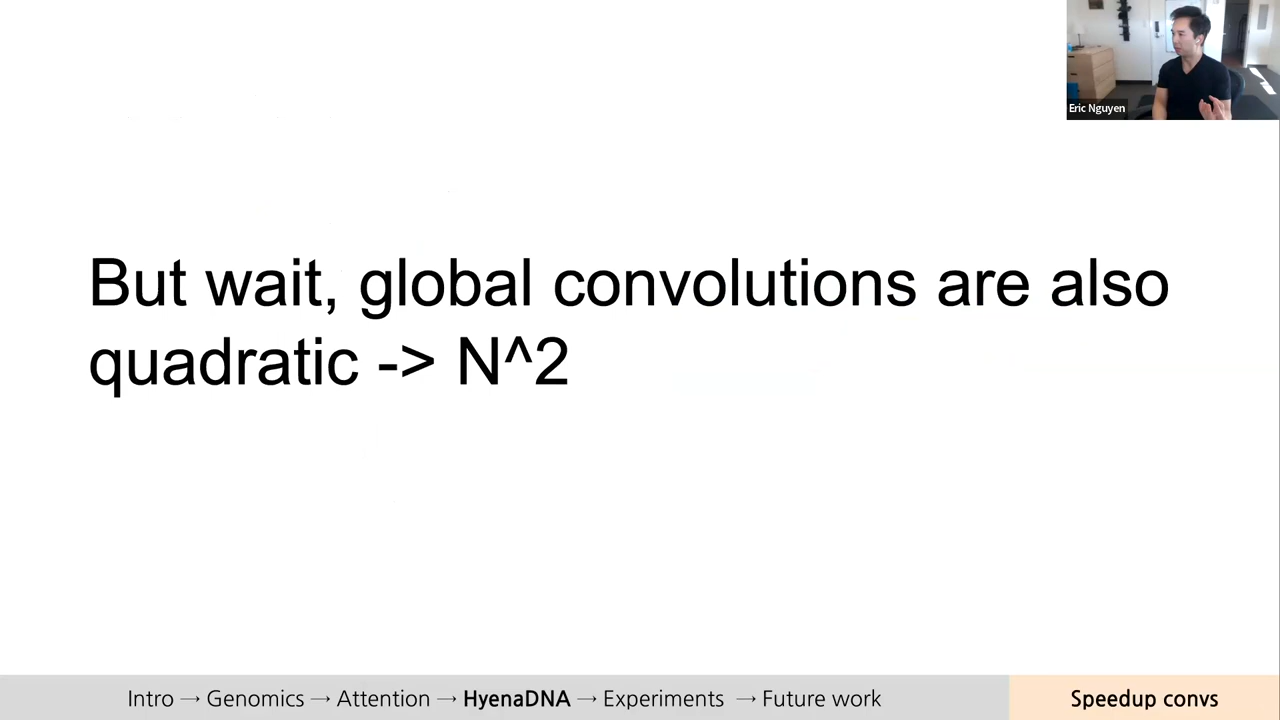 Eric Nguyen
But wait, global convolutions are also
quadratic -> N^2
Intro → Genomics → Attention → HyenaDNA → Experiments → Future work
Speedup convs